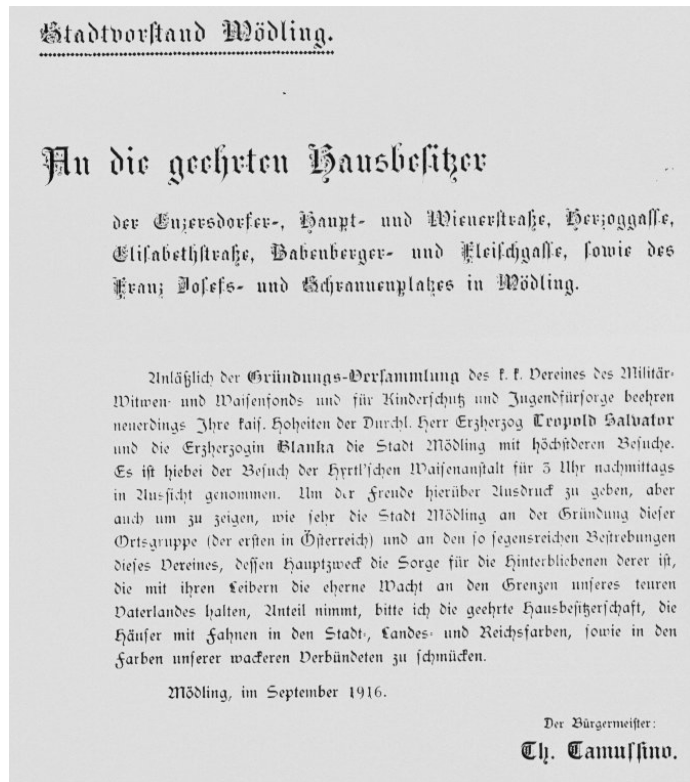 Stadtvorstand Mödling.
An die geehrten Hausbesitzer
der Enzersdorfer-, Haupt- und Wienerstraße, Herzoggasse,
Elisabethstraße, Babenberger- und Fleischgasse, sowie des
Franz Josefs- und Schrannenplatzes in Mödling.
Anläßlich der Gründungs-Versammlung des k. k. Vereines des Militär-
Witwen- und Waisenfonds und für Kinderschutz und Jugendfürsorge beehren
neuerdings Ihre kais. Hoheiten der Durchl. Herr Erzherzog Leopold Salvator
und die Erzherzogin Blanka die Stadt Mödling mit höchstderen Besuche.
Es ist hiebei der Besuch der Hyrtl'schen Waisenanstalt für 3 Uhr nachmittags
in Aussicht genommen. Um der Freude hierüber Ausdruck zu geben, aber
auch um zu zeigen, wie sehr die Stadt Mödling an der Gründung dieser
Ortsgruppe (der ersten in Österreich) und an den so segensreichen Bestrebungen
dieses Vereines, dessen Hauptzweck die Sorge für die Hinterbliebenen derer ist,
die mit ihren Leibern die eherne Wacht an den Grenzen unseres teuren
Vaterlandes halten, Anteil nimmt, bitte ich die geehrte Hausbesitzerschaft, die
Häuser mit Fahnen in den Stadt-, Landes- und Reichsfarben, sowie in den
Farben unserer wackeren Verbündeten zu schmücken.
Mödling, im September 1916.
Der Bürgermeister:
Th. Tamussino.